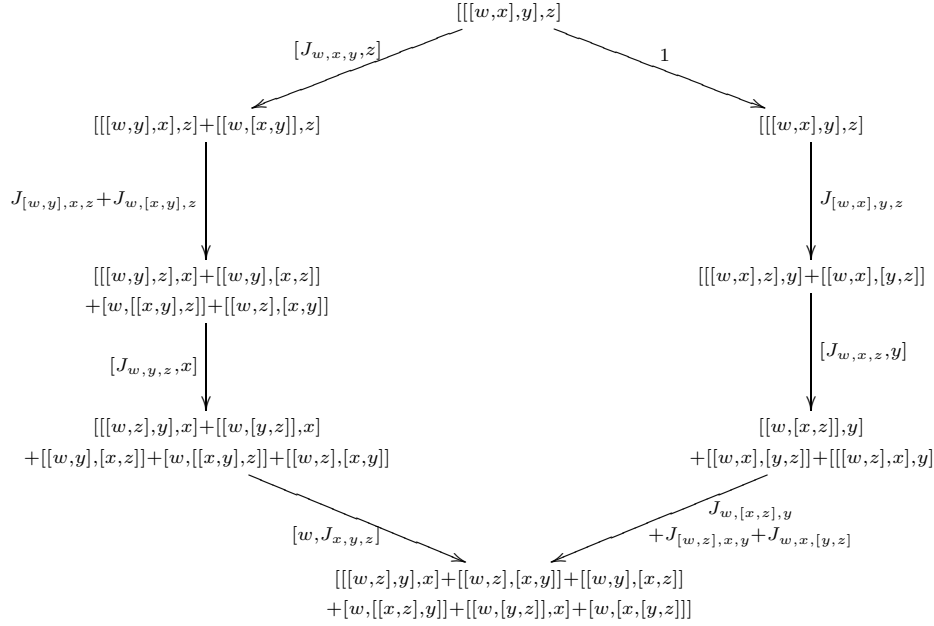 [[[w,x],y],z]
[J_{w,x,y},z]
1
[[[w,y],x],z]+[[w,[x,y]],z]
[[[w,x],y],z]
J_{[w,y],x,z}+J_{w,[x,y],z}
J_{[w,x],y,z}
[[[w,y],z],x]+[[w,y],[x,z]]
+[w,[[x,y],z]]+[[w,z],[x,y]]
[[[w,x],z],y]+[[w,x],[y,z]]
[J_{w,y,z},x]
[J_{w,x,z},y]
[[[w,z],y],x]+[[w,[y,z]],x]
+[[w,y],[x,z]]+[w,[[x,y],z]]+[[w,z],[x,y]]
[[w,[x,z]],y]
+[[w,x],[y,z]]+[[[w,z],x],y]
[w,J_{x,y,z}]
J_{w,[x,z],y}
+J_{[w,z],x,y}+J_{w,x,[y,z]}
[[[w,z],y],x]+[[w,z],[x,y]]+[[w,y],[x,z]]
+[w,[[x,z],y]]+[[w,[y,z]],x]+[w,[x,[y,z]]]